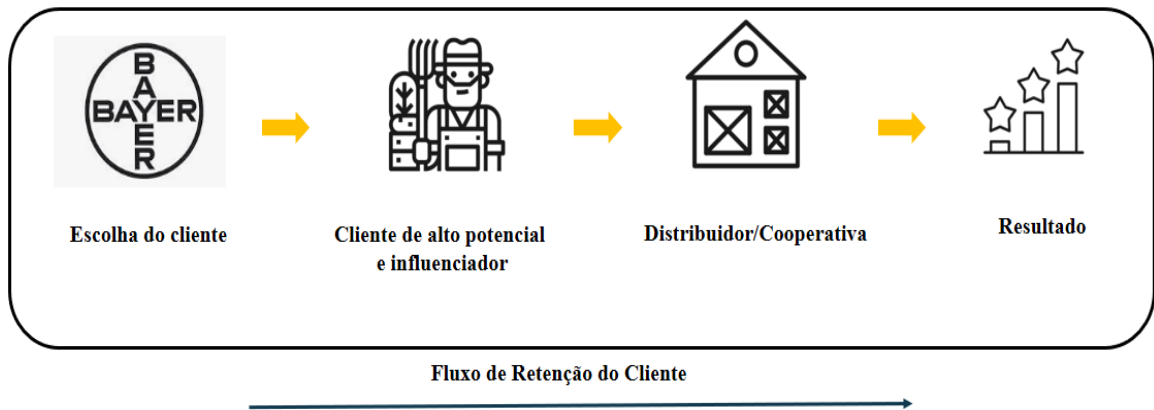 BAYER
BAYER
Escolha do cliente
Cliente de alto potencial
e influenciador
Distribuidor/Cooperativa
Resultado
Fluxo de Retenção do Cliente